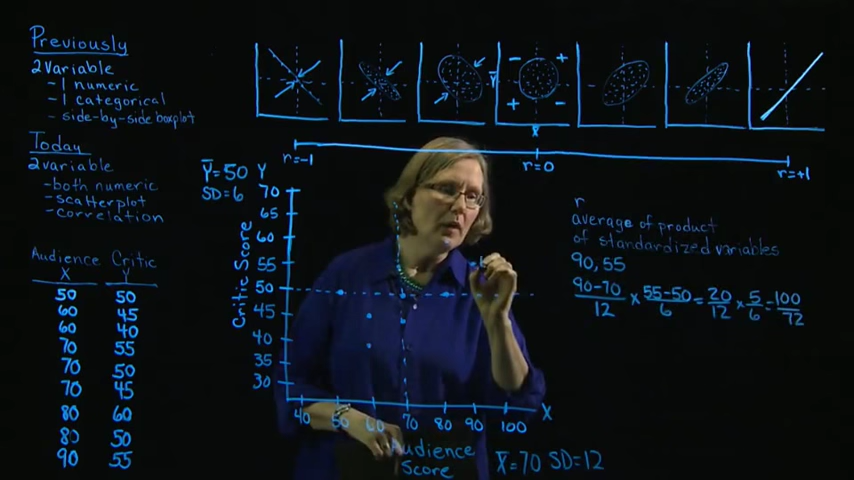 Previously
2 Variable
- 1 numeric
- 1 categorical
- side-by-side boxplot
Today
2 variable
- both numeric
- scatterplot
- correlation
Audience Critic
X Y
50 50
60 45
60 40
70 55
70 50
70 45
80 60
80 50
90 55
- +
Ȳ
+ -
X̄
r=-1 r=0 r=+1
Ȳ=50
SD=6
Y
70
65
60
55
50
45
40
35
30
Critic Score
40 50 60 70 80 90 100 X
Audience
Score
X̄=70 SD=12
r
average of product
of standardized variables
90, 55
90-70/12 × 55-50/6 = 20/12 × 5/6 = 100/72